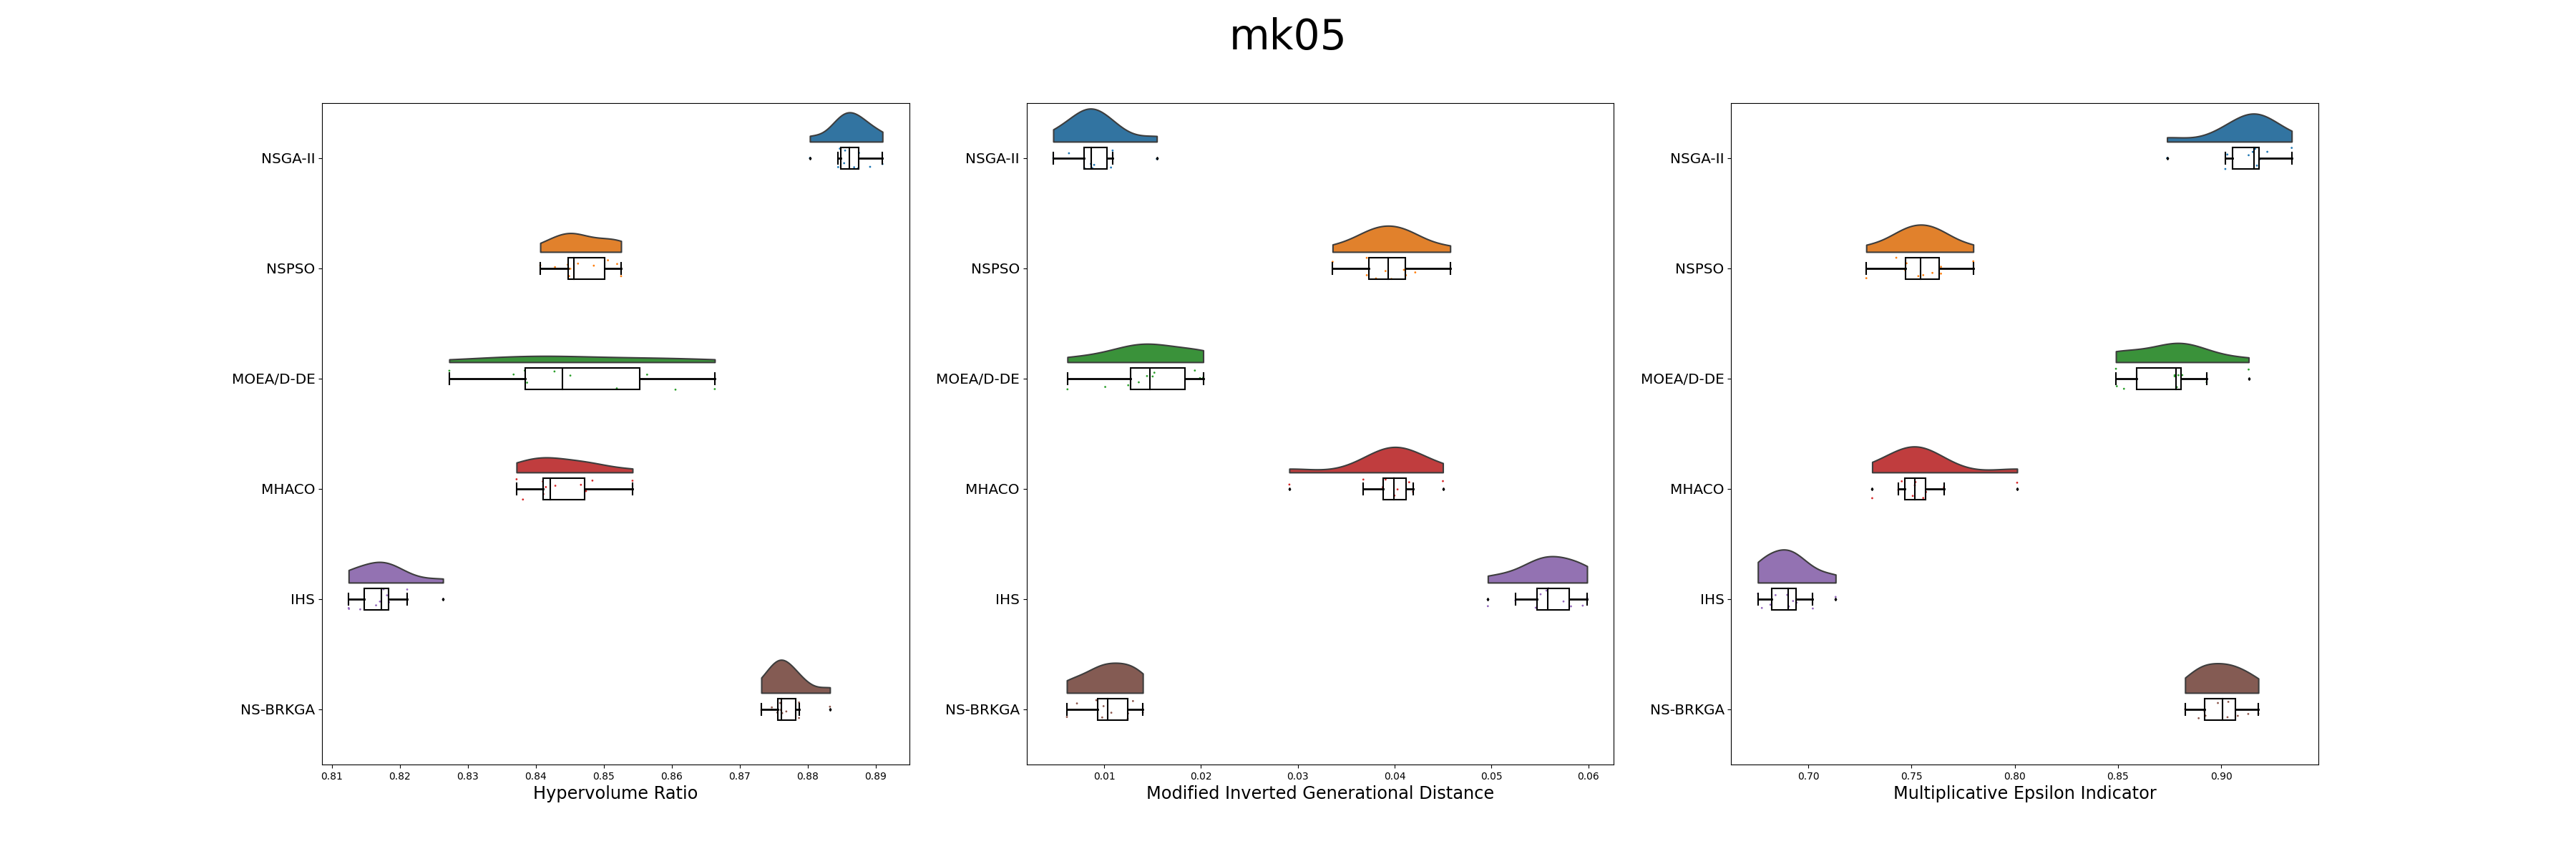 mk05
NSGA-II
NSPSO
MOEA/D-DE
MHACO
IHS
NS-BRKGA
0.81 0.82 0.83 0.84 0.85 0.86 0.87 0.88 0.89
Hypervolume Ratio
NSGA-II
NSPSO
MOEA/D-DE
MHACO
IHS
NS-BRKGA
0.01 0.02 0.03 0.04 0.05 0.06
Modified Inverted Generational Distance
NSGA-II
NSPSO
MOEA/D-DE
MHACO
IHS
NS-BRKGA
0.70 0.75 0.80 0.85 0.90
Multiplicative Epsilon Indicator